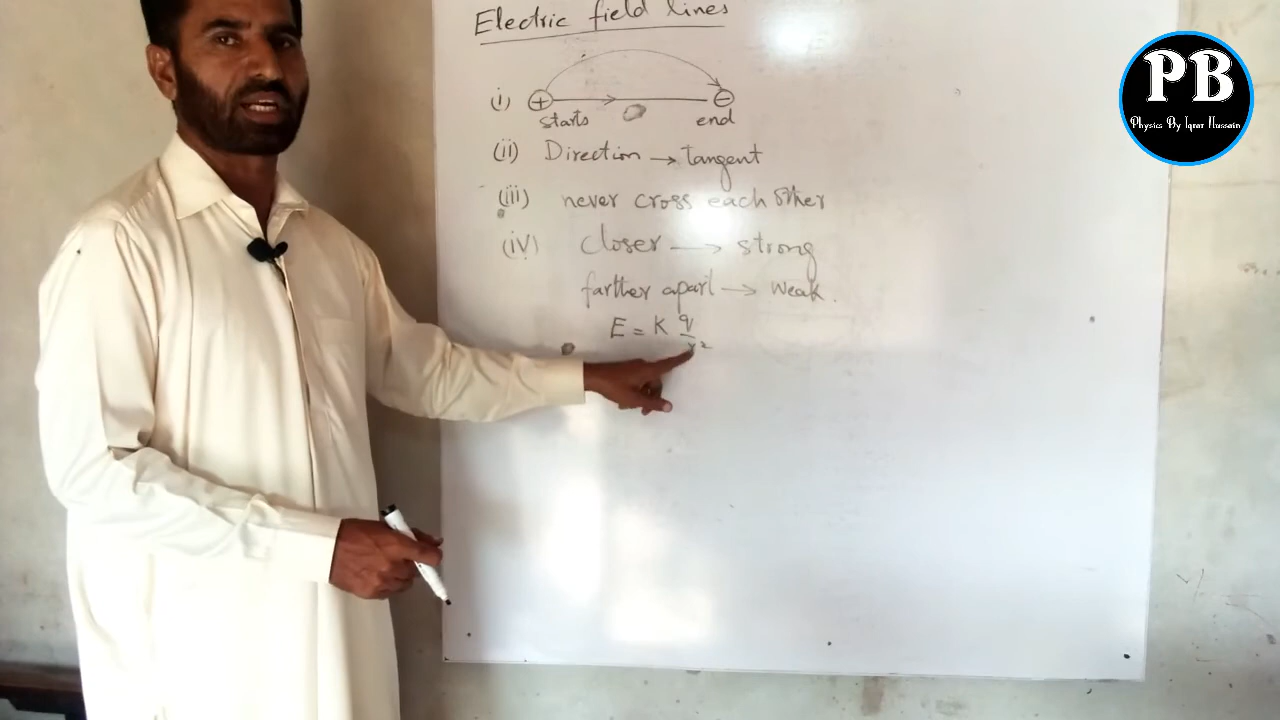 Electric field lines
(i) + starts − end
(ii) Direction → tangent
(iii) never cross each other
(iv) closer → strong
farther apart → weak.
E = K q/r²
PB
Physics By Iqrar Hussain